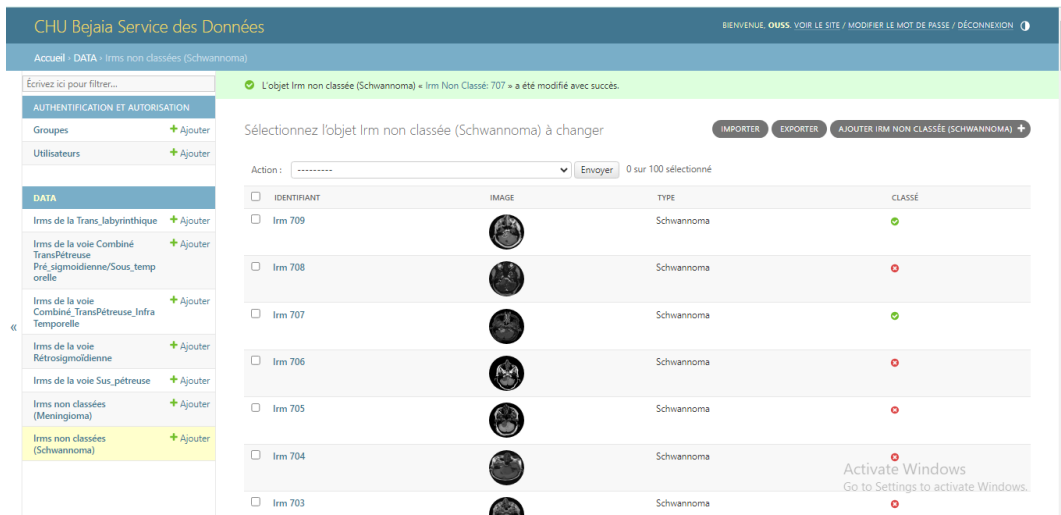 CHU Bejaia Service des Données
BIENVENUE, OUSS. VOIR LE SITE / MODIFIER LE MOT DE PASSE / DÉCONNEXION
Accueil › DATA › Irms non classées (Schwannoma)
Écrivez ici pour filtrer...
AUTHENTIFICATION ET AUTORISATION
Groupes + Ajouter
Utilisateurs + Ajouter
DATA
Irms de la Trans_labyrinthique + Ajouter
Irms de la voie Combiné + Ajouter
TransPétreuse
Pré_sigmoidienne/Sous_temp
orelle
Irms de la voie + Ajouter
Combiné_TransPétreuse_Infra
Temporelle
Irms de la voie + Ajouter
Rétrosigmoïdienne
Irms de la voie Sus_pétreuse + Ajouter
Irms non classées + Ajouter
(Meningioma)
Irms non classées + Ajouter
(Schwannoma)
«
L'objet Irm non classée (Schwannoma) « Irm Non Classé: 707 » a été modifié avec succès.
Sélectionnez l'objet Irm non classée (Schwannoma) à changer
IMPORTER EXPORTER AJOUTER IRM NON CLASSÉE (SCHWANNOMA) +
Action : --------- Envoyer 0 sur 100 sélectionné
IDENTIFIANT IMAGE TYPE CLASSÉ
Irm 709 Schwannoma
Irm 708 Schwannoma
Irm 707 Schwannoma
Irm 706 Schwannoma
Irm 705 Schwannoma
Irm 704 Schwannoma
Irm 703 Schwannoma
Activate Windows
Go to Settings to activate Windows.